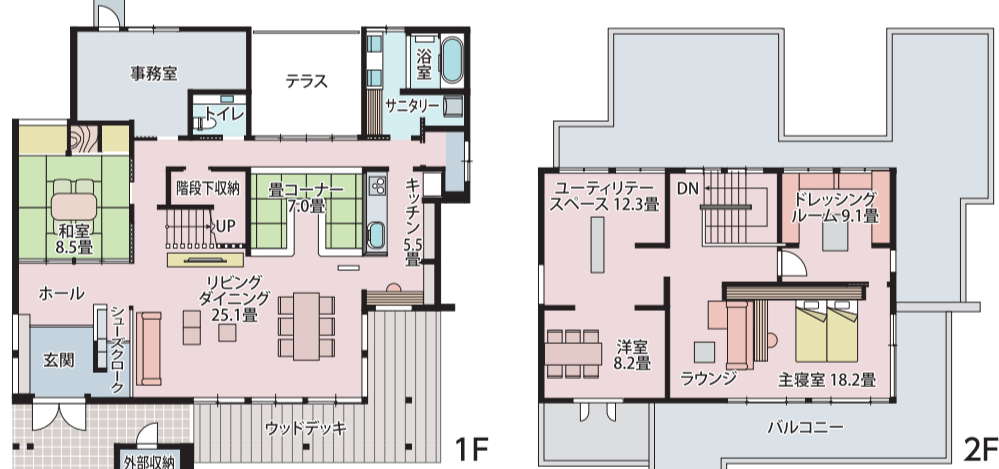 事務室
テラス
浴室
サニタリー
トイレ
階段下収納
畳コーナー
7.0畳
キッチン
5.5畳
UP
和室
8.5畳
リビング
ダイニング
25.1畳
ホール
シューズクローク
玄関
ウッドデッキ
外部収納
1F
ユーティリテー
スペース 12.3畳
DN
ドレッシング
ルーム 9.1畳
洋室
8.2畳
ラウンジ
主寝室 18.2畳
バルコニー
2F